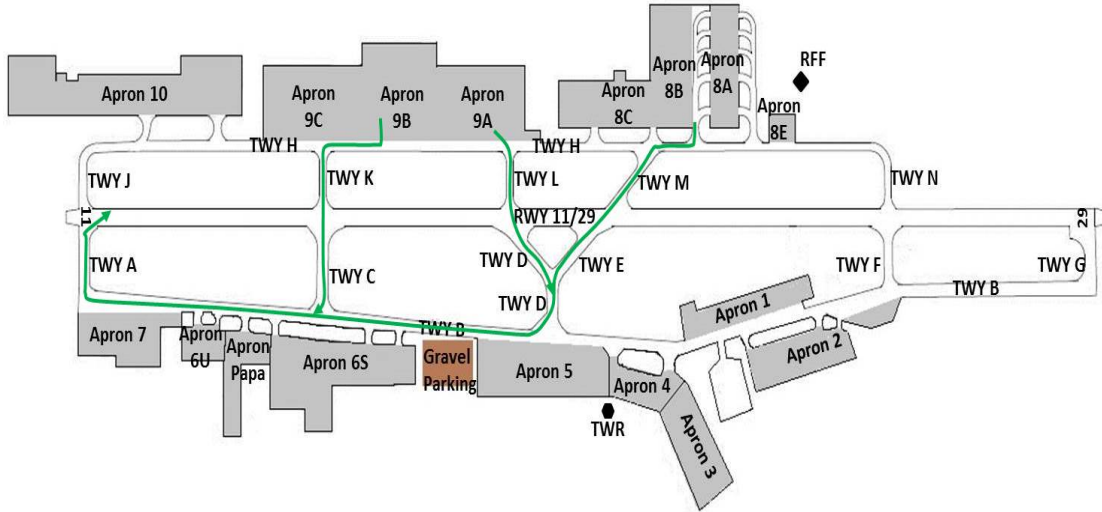 Apron 10
Apron
9C
Apron
9B
Apron
9A
Apron
8C
Apron
8B
Apron
8A
RFF
Apron
8E
TWY H
TWY H
TWY J
TWY K
TWY L
TWY M
TWY N
11
RWY 11/29
29
TWY A
TWY C
TWY D
TWY E
TWY F
TWY G
TWY D
TWY B
TWY B
Apron 7
Apron
6U
Apron
Papa
Apron 6S
Gravel
Parking
Apron 5
Apron 4
Apron 1
Apron 2
Apron 3
TWR